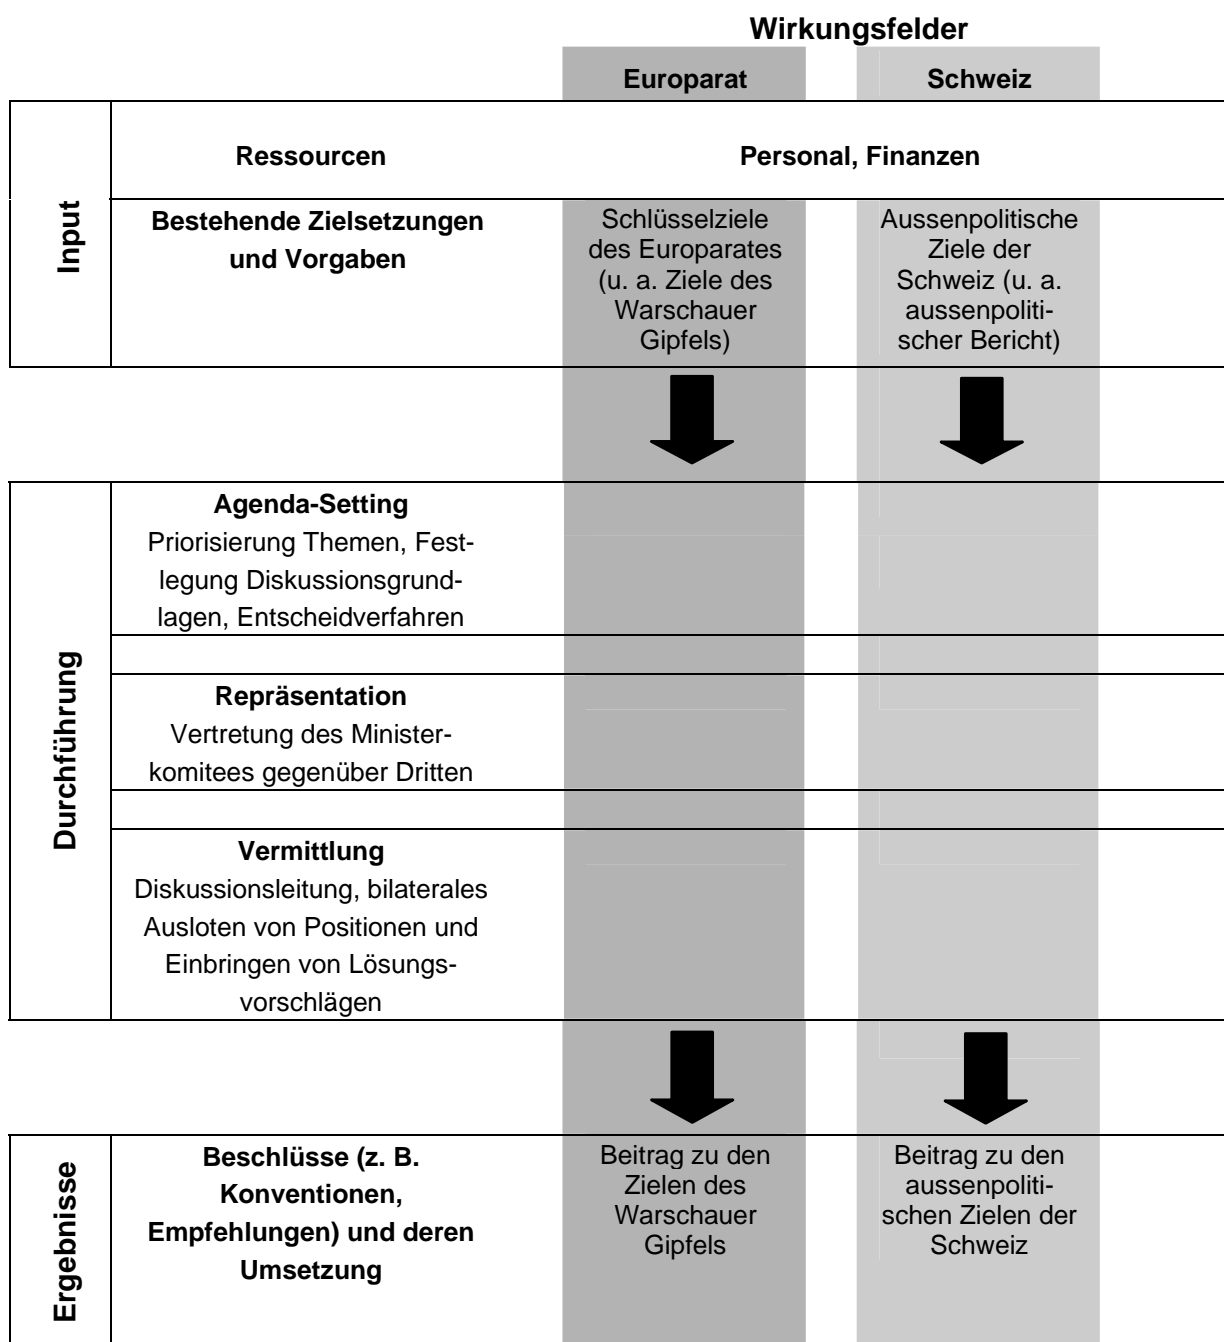 Wirkungsfelder
Europarat
Schweiz
Input
Ressourcen
Personal, Finanzen
Bestehende Zielsetzungen
und Vorgaben
Schlüsselziele
des Europarates
(u. a. Ziele des
Warschauer
Gipfels)
Aussenpolitische
Ziele der
Schweiz (u. a.
aussenpoliti-
scher Bericht)
Durchführung
Agenda-Setting
Priorisierung Themen, Fest-
legung Diskussionsgrund-
lagen, Entscheidverfahren
Repräsentation
Vertretung des Minister-
komitees gegenüber Dritten
Vermittlung
Diskussionsleitung, bilaterales
Ausloten von Positionen und
Einbringen von Lösungs-
vorschlägen
Ergebnisse
Beschlüsse (z. B.
Konventionen,
Empfehlungen) und deren
Umsetzung
Beitrag zu den
Zielen des
Warschauer
Gipfels
Beitrag zu den
aussenpoliti-
schen Zielen der
Schweiz